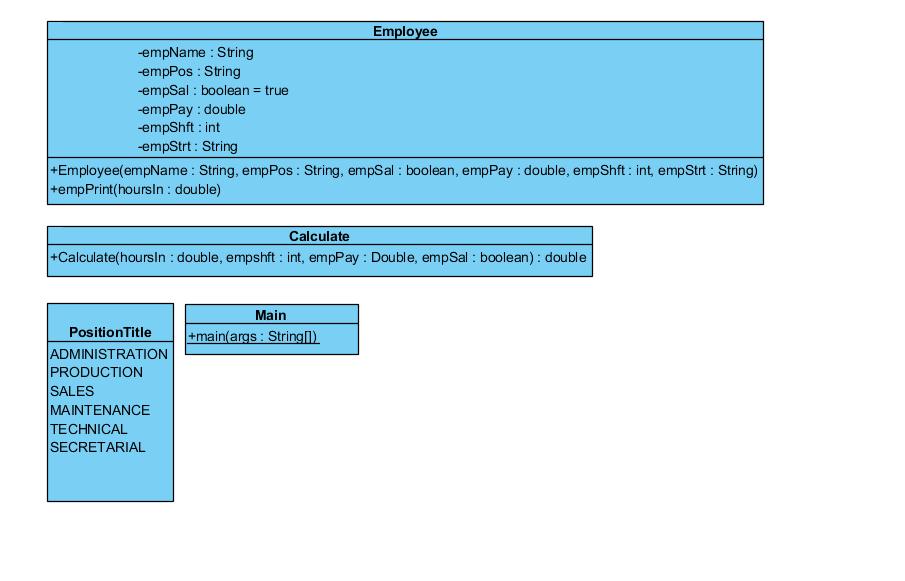 Employee
-empName : String
-empPos : String
-empSal : boolean = true
-empPay : double
-empShft : int
-empStrt : String
+Employee(empName : String, empPos : String, empSal : boolean, empPay : double, empShft : int, empStrt : String)
+empPrint(hoursIn : double)
Calculate
+Calculate(hoursIn : double, empshft : int, empPay : Double, empSal : boolean) : double
PositionTitle
ADMINISTRATION
PRODUCTION
SALES
MAINTENANCE
TECHNICAL
SECRETARIAL
Main
+main(args : String[])